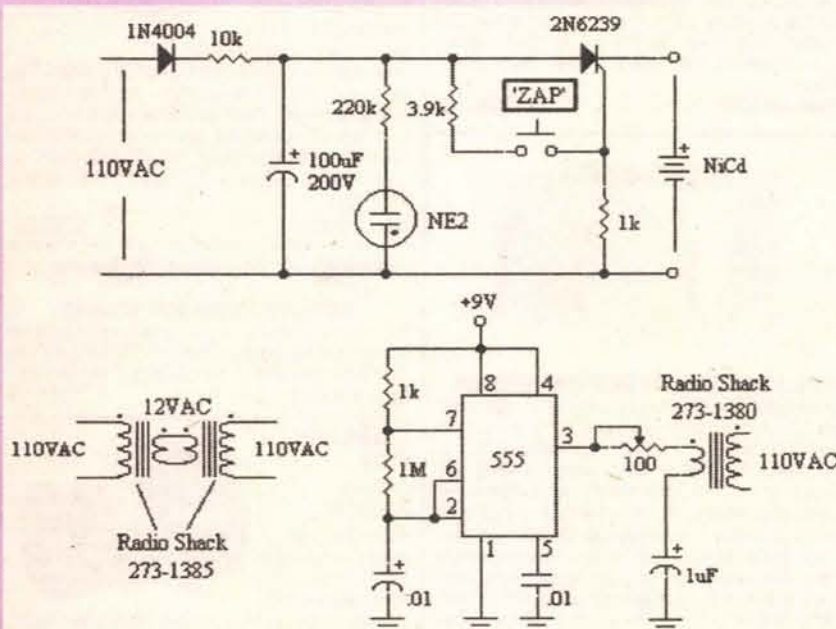 1N4004
10k
2N6239
220k
3.9k
'ZAP'
110VAC
+
100uF
200V
+
NiCd
NE2
1k
+9V
Radio Shack
273-1380
12VAC
1k
8
4
7
3
110VAC
110VAC
1M
6
555
100
110VAC
2
Radio Shack
273-1385
1
5
+
.01
.01
+
1uF